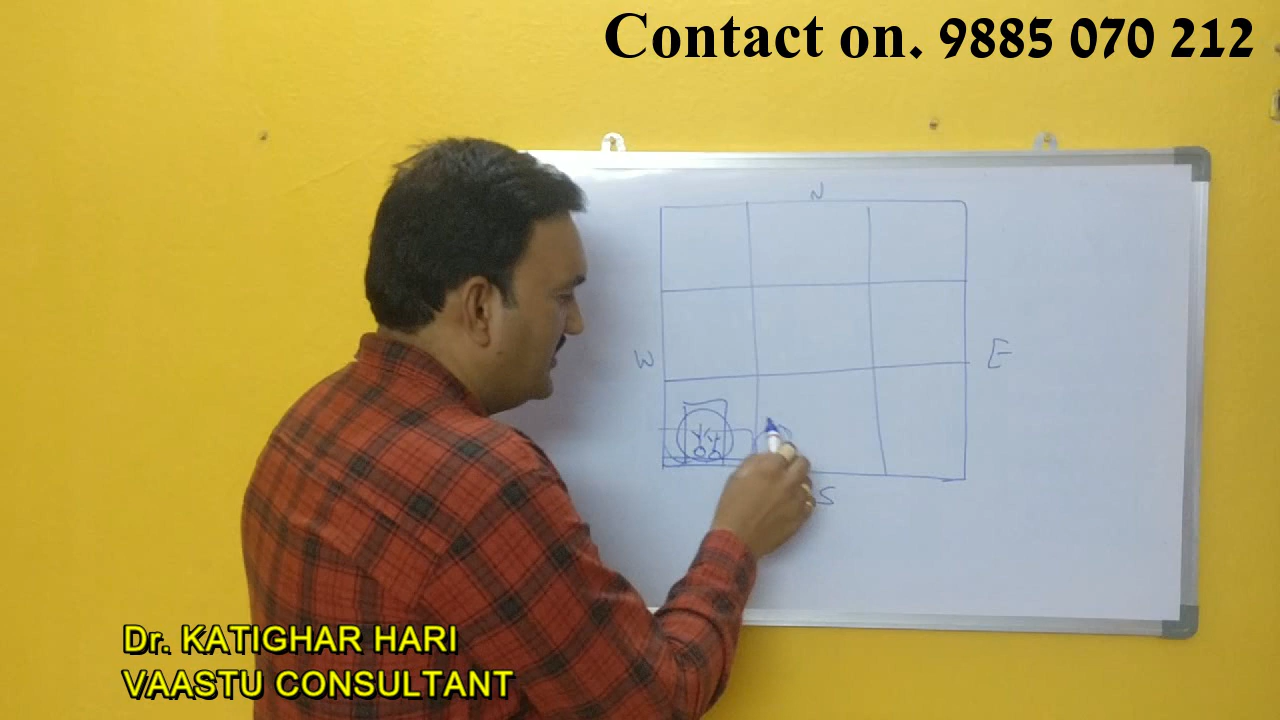 Contact on. 9885 070 212
N
W
E
S
Dr. KATIGHAR HARI
VAASTU CONSULTANT